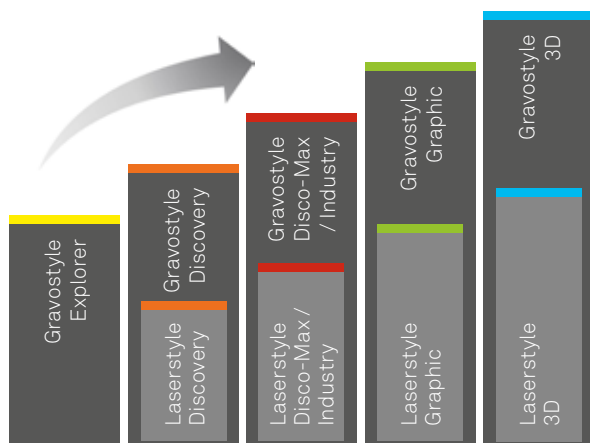 Gravostyle
Explorer
Gravostyle
Discovery
Laserstyle
Discovery
Gravostyle
Disco-Max
/ Industry
Laserstyle
Disco-Max /
Industry
Gravostyle
Graphic
Laserstyle
Graphic
Gravostyle
3D
Laserstyle
3D